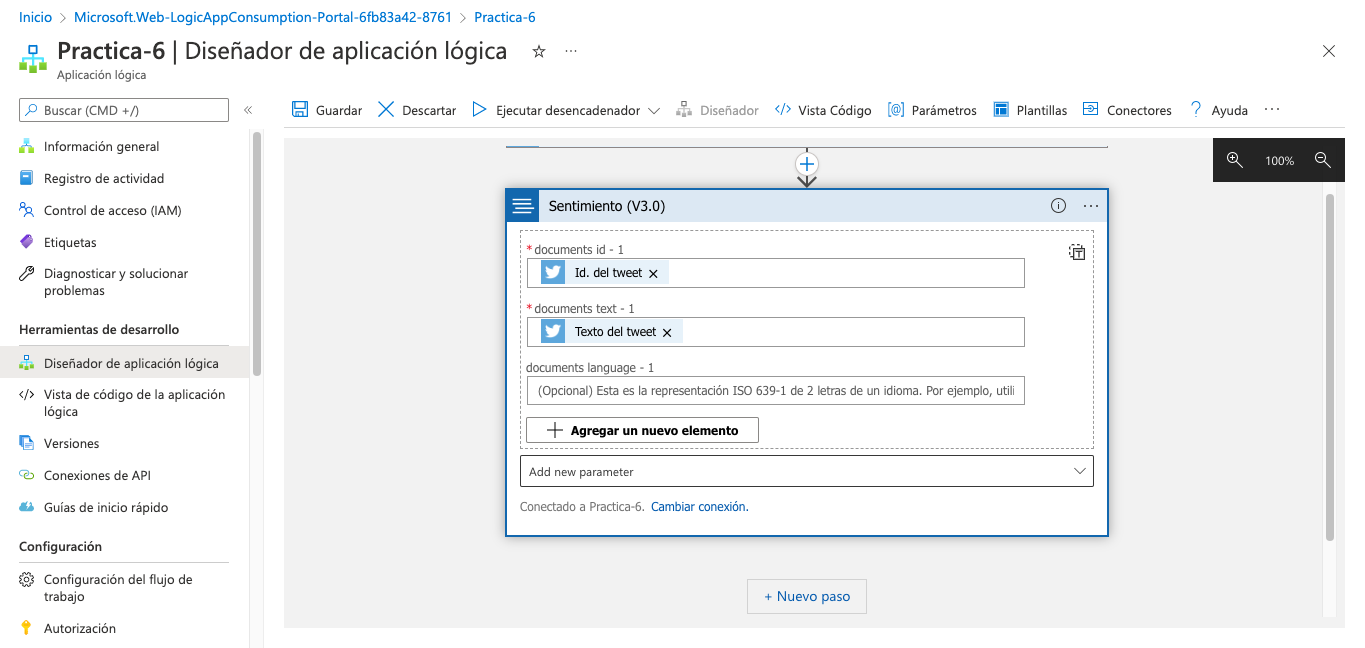 Inicio > Microsoft.Web-LogicAppConsumption-Portal-6fb83a42-8761 > Practica-6
Practica-6 | Diseñador de aplicación lógica
Aplicación lógica
Buscar (CMD +/)
Guardar Descartar Ejecutar desencadenador Diseñador Vista Código Parámetros Plantillas Conectores Ayuda
Información general
Registro de actividad
Control de acceso (IAM)
Etiquetas
Diagnosticar y solucionar
problemas
Herramientas de desarrollo
Diseñador de aplicación lógica
Vista de código de la aplicación
lógica
Versiones
Conexiones de API
Guías de inicio rápido
Configuración
Configuración del flujo de
trabajo
Autorización
100%
Sentimiento (V3.0)
*documents id - 1
Id. del tweet
*documents text - 1
Texto del tweet
documents language - 1
(Opcional) Esta es la representación ISO 639-1 de 2 letras de un idioma. Por ejemplo, utili
Agregar un nuevo elemento
Add new parameter
Conectado a Practica-6. Cambiar conexión.
+ Nuevo paso